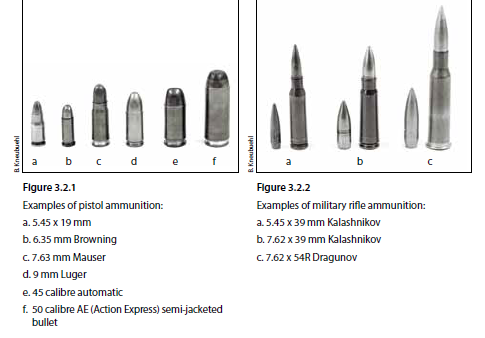 B. Kneubuehl
a b c d e f
Figure 3.2.1
Examples of pistol ammunition:
a. 5.45 x 19 mm
b. 6.35 mm Browning
c. 7.63 mm Mauser
d. 9 mm Luger
e. 45 calibre automatic
f. 50 calibre AE (Action Express) semi-jacketed
bullet
B. Kneubuehl
a b c
Figure 3.2.2
Examples of military rifle ammunition:
a. 5.45 x 39 mm Kalashnikov
b. 7.62 x 39 mm Kalashnikov
c. 7.62 x 54R Dragunov